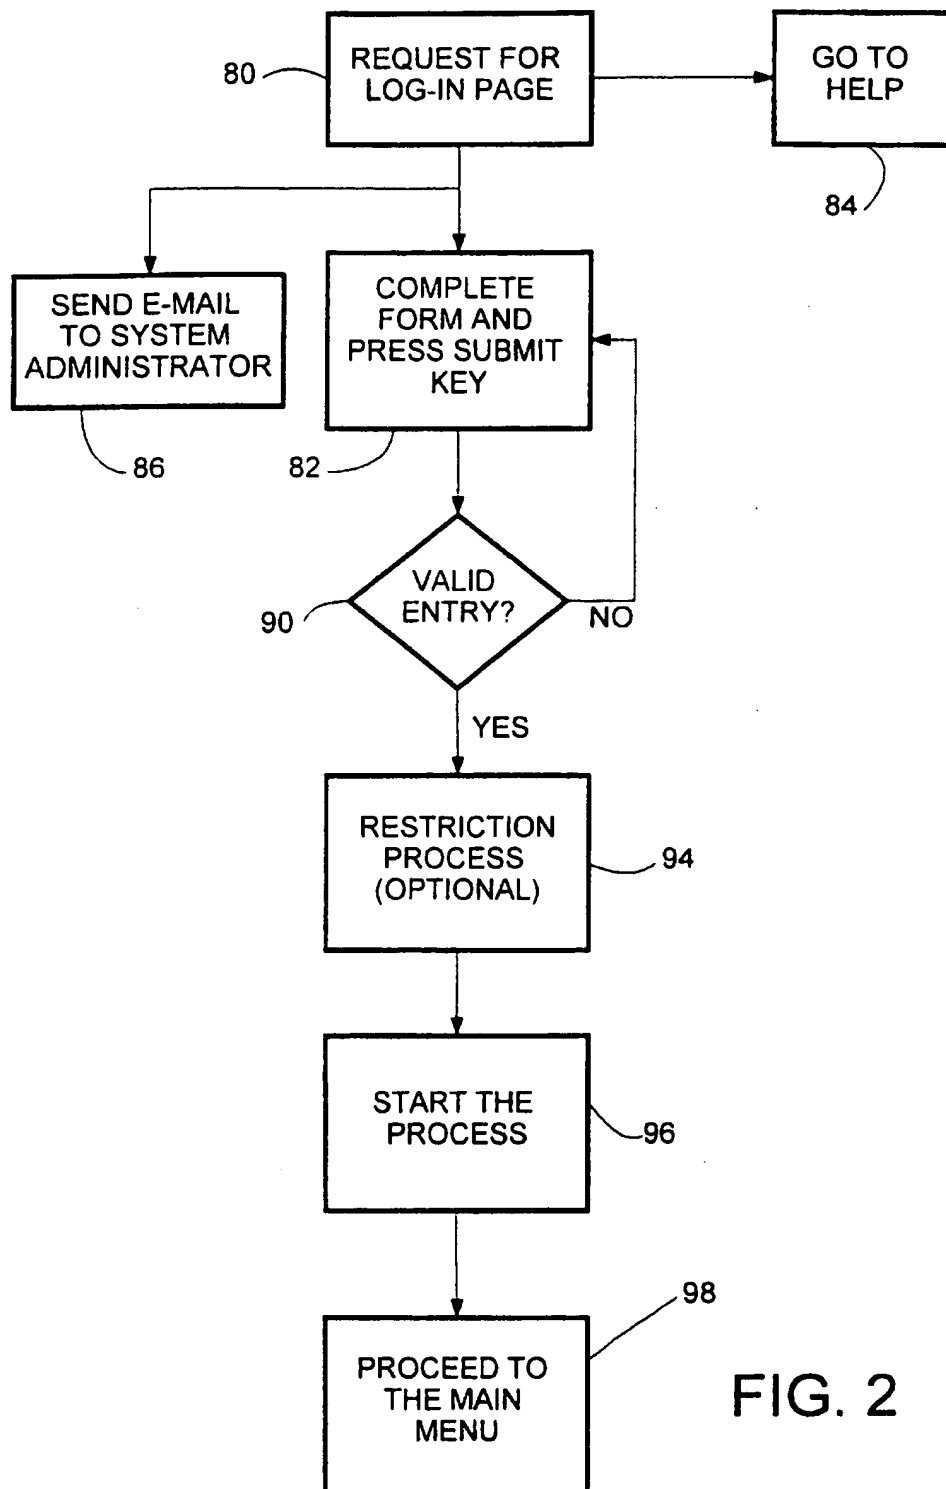 80
REQUEST FOR
LOG-IN PAGE
GO TO
HELP
84
SEND E-MAIL
TO SYSTEM
ADMINISTRATOR
86
COMPLETE
FORM AND
PRESS SUBMIT
KEY
82
VALID
ENTRY?
90
NO
YES
RESTRICTION
PROCESS
(OPTIONAL)
94
START THE
PROCESS
96
98
PROCEED TO
THE MAIN
MENU
FIG. 2